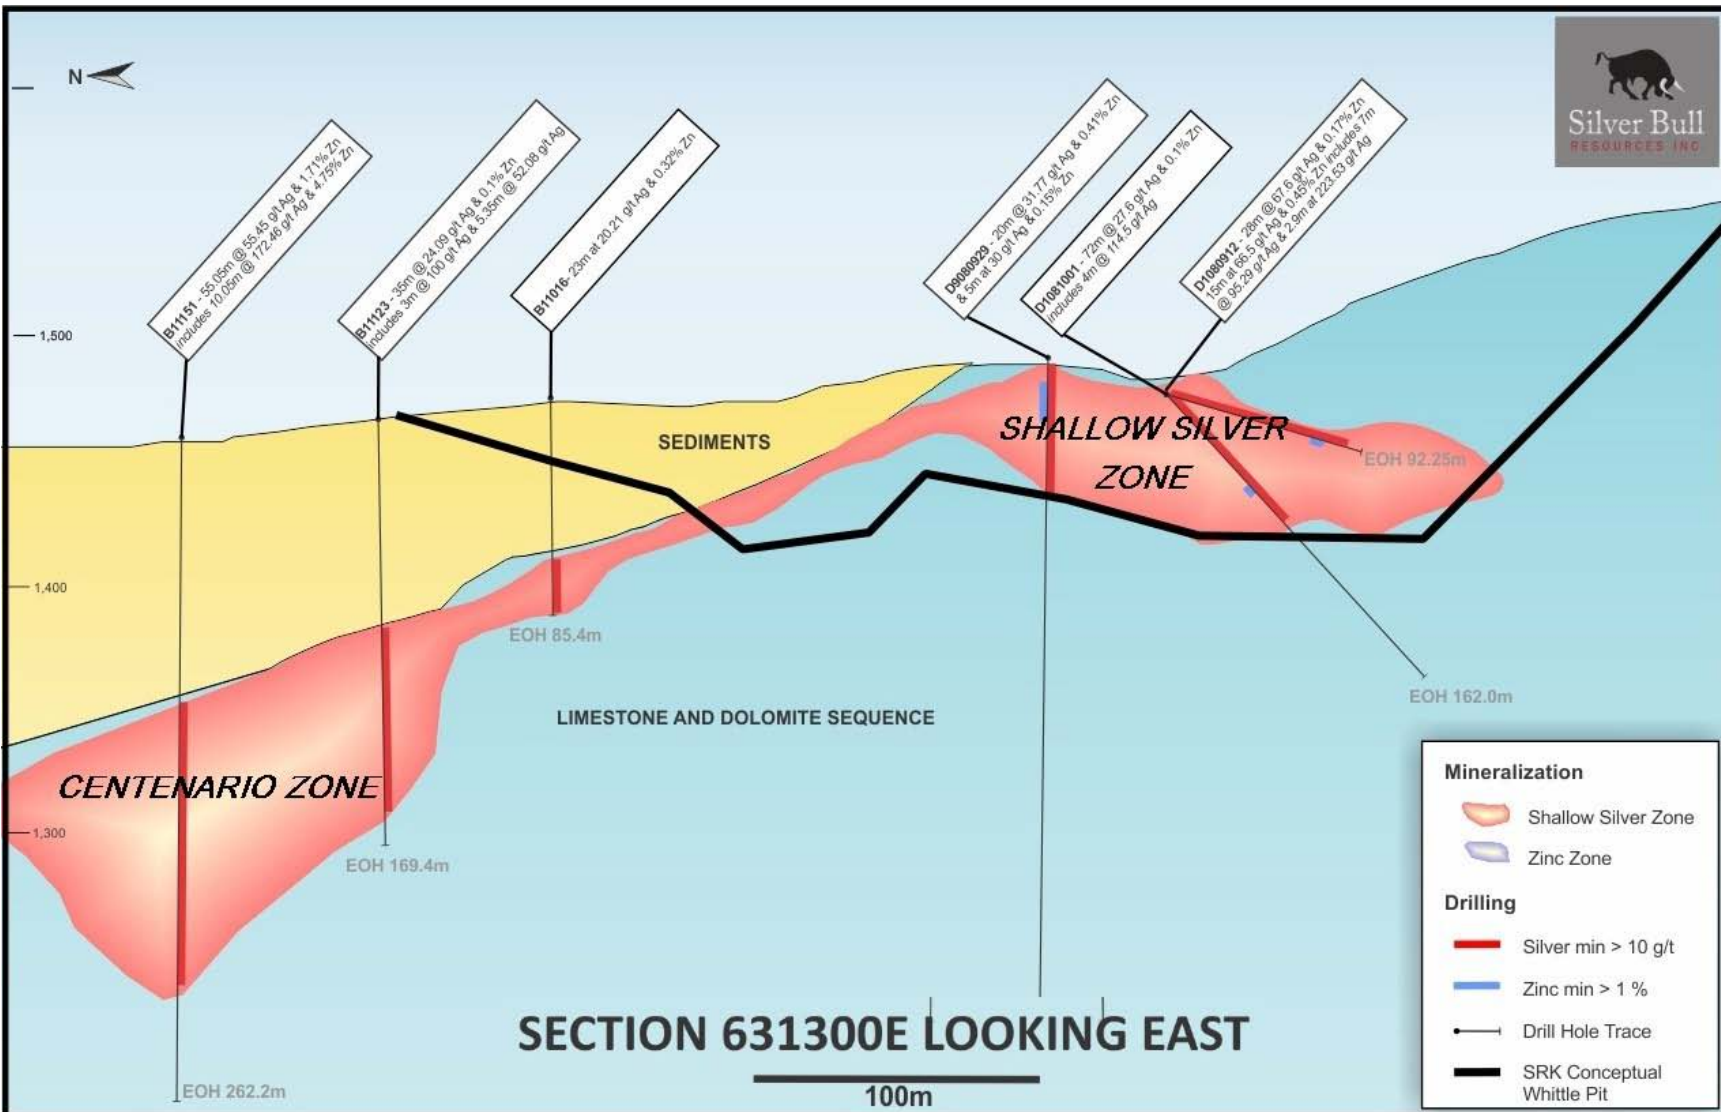 N
Silver Bull
RESOURCES INC
B11151 - 55.05m @ 55.45 g/t Ag & 1.71% Zn
includes 10.05m @ 172.46 g/t Ag & 4.75% Zn
B11123 - 35m @ 24.09 g/t Ag & 0.1% Zn
includes 3m @ 100 g/t Ag & 5.35m @ 52.08 g/t Ag
B11016- 23m at 20.21 g/t Ag & 0.32% Zn
D9080929 - 20m @ 31.77 g/t Ag & 0.41% Zn
& 5m at 30 g/t Ag & 0.15% Zn
D1081001 - 72m @ 27.6 g/t Ag & 0.1% Zn
includes 4m @ 114.5 g/t Ag
D1080912 - 28m @ 67.6 g/t Ag & 0.17% Zn
15m at 66.5 g/t Ag & 0.45% Zn includes 7m
@ 95.29 g/t Ag & 2.9m at 223.53 g/t Ag
1,500
SEDIMENTS
SHALLOW SILVER
ZONE
EOH 92.25m
1,400
EOH 85.4m
EOH 162.0m
LIMESTONE AND DOLOMITE SEQUENCE
CENTENARIO ZONE
1,300
EOH 169.4m
EOH 262.2m
SECTION 631300E LOOKING EAST
100m
Mineralization
Shallow Silver Zone
Zinc Zone
Drilling
Silver min > 10 g/t
Zinc min > 1 %
Drill Hole Trace
SRK Conceptual
Whittle Pit